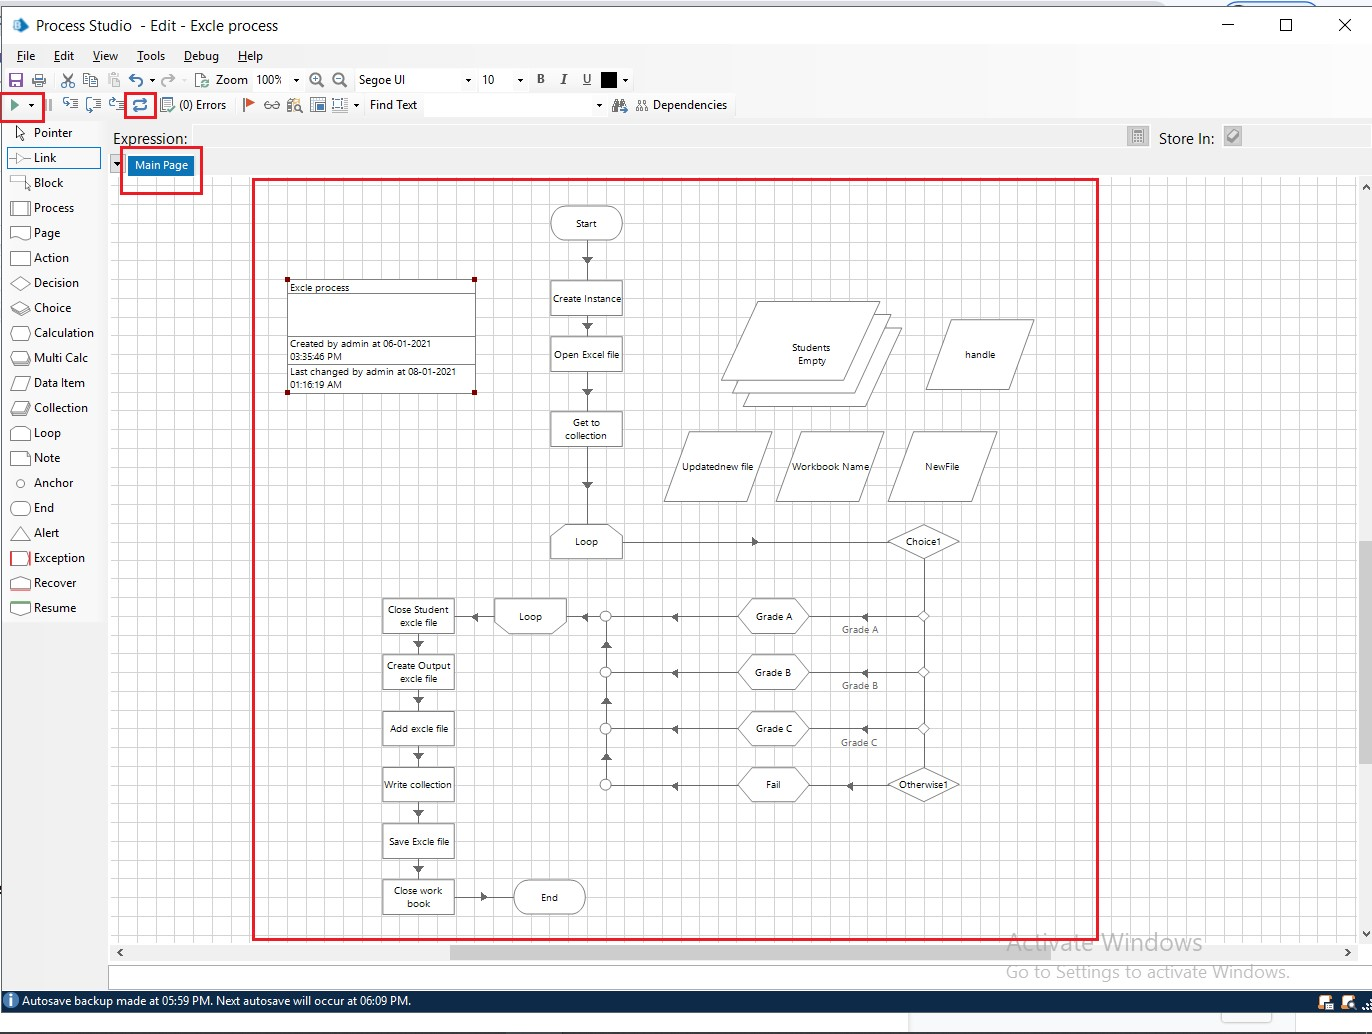 Process Studio - Edit - Excle process
File Edit View Tools Debug Help
Zoom 100% Segoe UI 10 B I U
(0) Errors Find Text Dependencies
Pointer
Link
Block
Process
Page
Action
Decision
Choice
Calculation
Multi Calc
Data Item
Collection
Loop
Note
Anchor
End
Alert
Exception
Recover
Resume
Expression:
Store In:
Main Page
Start
Excle process
Created by admin at 06-01-2021
03:35:46 PM
Last changed by admin at 08-01-2021
01:16:19 AM
Create Instance
Open Excel file
Get to
collection
Students
Empty
handle
Updatednew file
Workbook Name
NewFile
Loop
Choice1
Close Student
excle file
Loop
Grade A
Grade A
Create Output
excle file
Grade B
Grade B
Add excle file
Grade C
Grade C
Write collection
Fail
Otherwise1
Save Excle file
Close work
book
End
Activate Windows
Go to Settings to activate Windows.
Autosave backup made at 05:59 PM. Next autosave will occur at 06:09 PM.